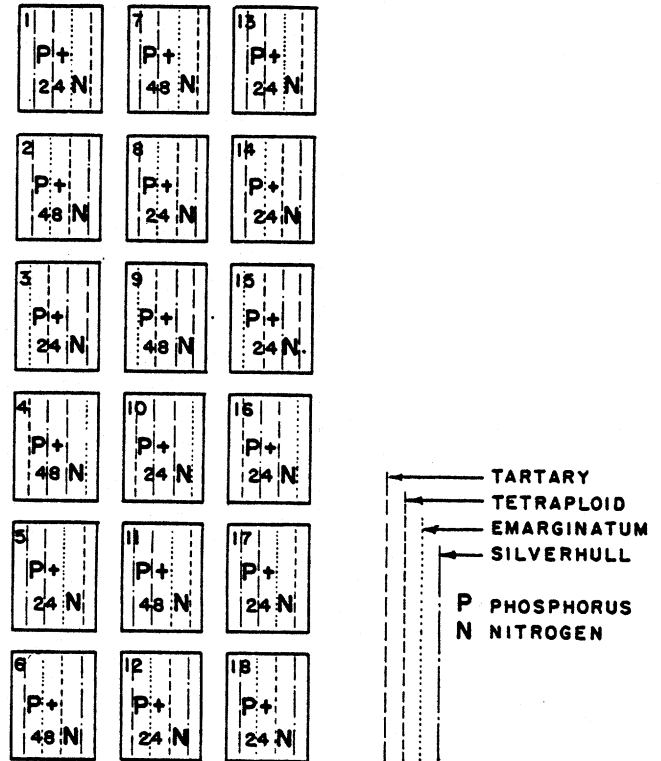 1
P+
24 N
7
P+
48 N
13
P+
24 N
2
P+
48 N
8
P+
24 N
14
P+
24 N
3
P+
24 N
9
P+
48 N
15
P+
24 N
4
P+
48 N
10
P+
24 N
16
P+
24 N
5
P+
24 N
11
P+
48 N
17
P+
24 N
6
P+
48 N
12
P+
24 N
18
P+
24 N
TARTARY
TETRAPLOID
EMARGINATUM
SILVERHULL
P PHOSPHORUS
N NITROGEN